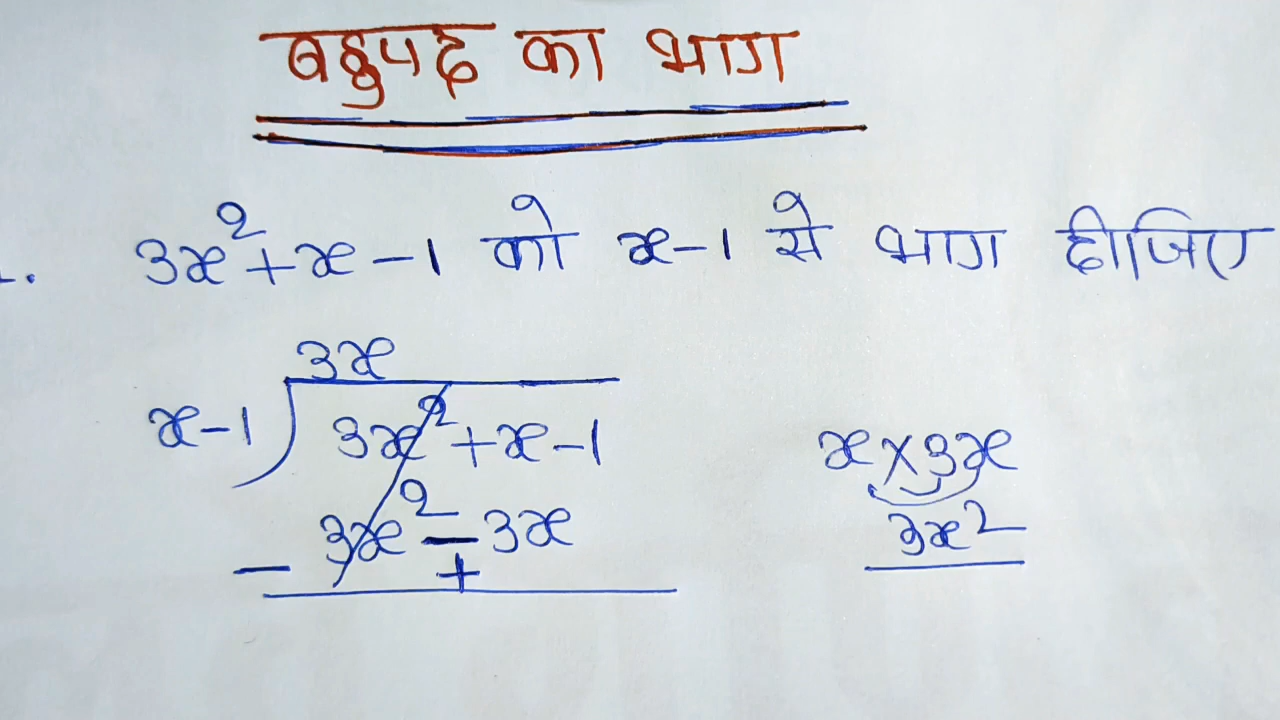 बहुपद का भाग
1. 3x²+x-1 को x-1 से भाग दीजिए
3x
x-1 ) 3x²+x-1
3x² - 3x
- +
x×3x
3x²